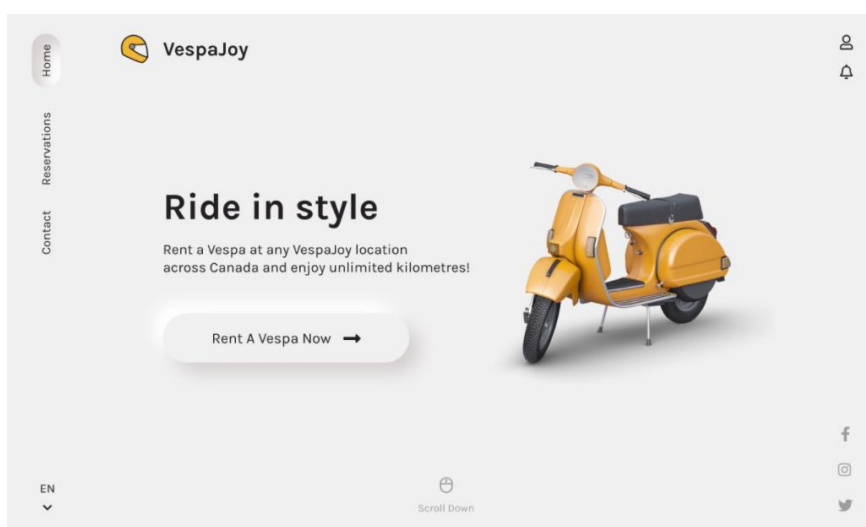 Home
Reservations
Contact
VespaJoy
Ride in style
Rent a Vespa at any VespaJoy location
across Canada and enjoy unlimited kilometres!
Rent A Vespa Now
EN
Scroll Down